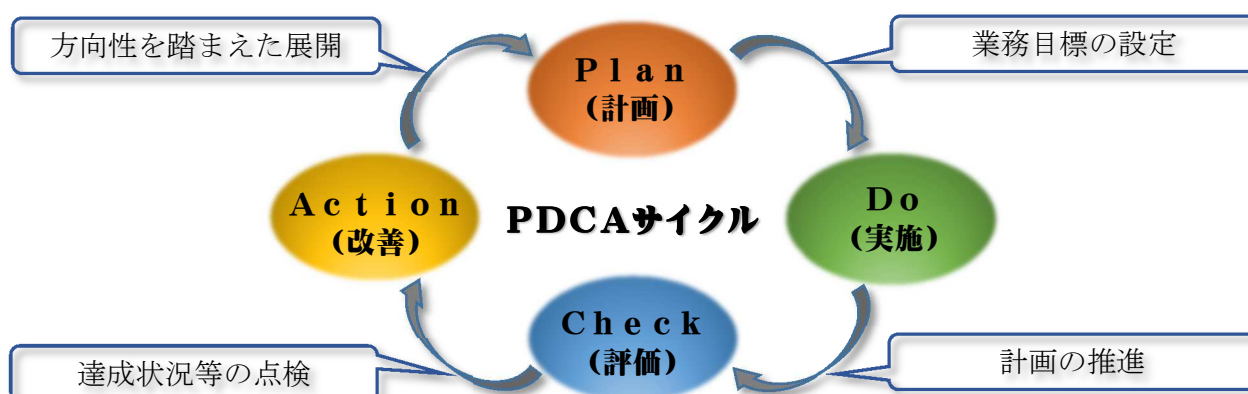 方向性を踏まえた展開
業務目標の設定
Plan
(計画)
Action
(改善)
PDCAサイクル
Do
(実施)
Check
(評価)
達成状況等の点検
計画の推進